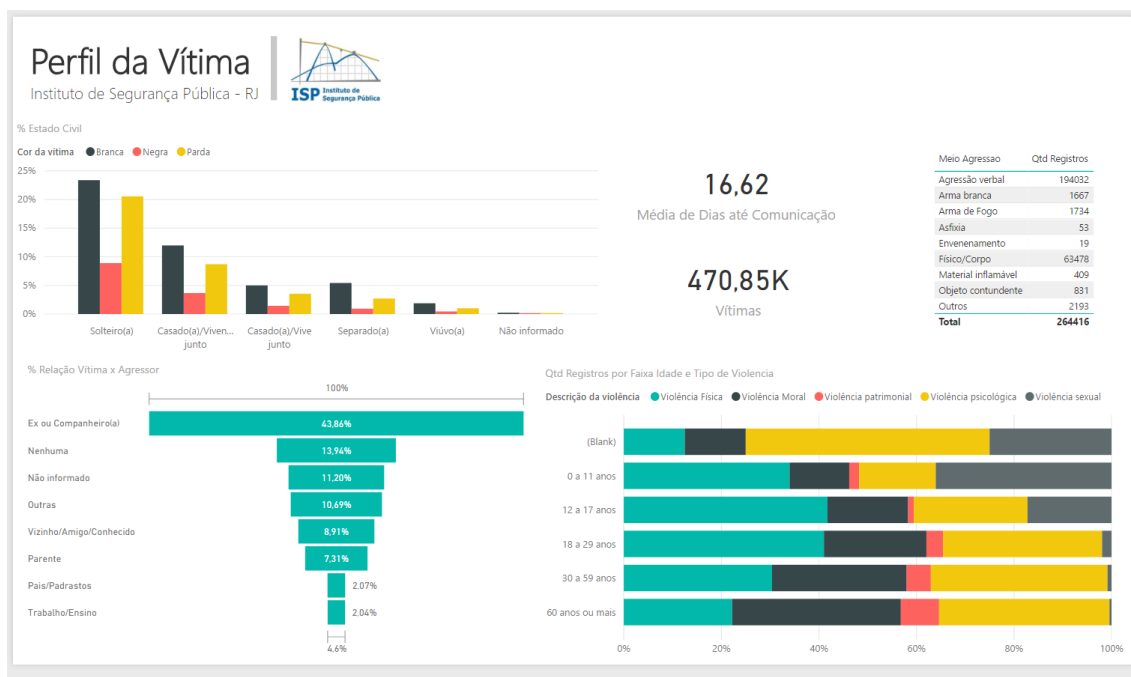 Perfil da Vítima
Instituto de Segurança Pública - RJ
ISP Instituto de
Segurança Pública
% Estado Civil
Cor da vítima Branca Negra Parda
25%
20%
15%
10%
5%
0%
Solteiro(a)
Casado(a)/Viven...
junto
Casado(a)/Vive
junto
Separado(a)
Viúvo(a)
Não informado
16,62
Média de Dias até Comunicação
470,85K
Vítimas
Meio Agressao Qtd Registros
Agressão verbal 194032
Arma branca 1667
Arma de Fogo 1734
Asfixia 53
Envenenamento 19
Físico/Corpo 63478
Material inflamável 409
Objeto contundente 831
Outros 2193
Total 264416
% Relação Vítima x Agressor
100%
Ex ou Companheiro(a) 43,86%
Nenhuma 13,94%
Não informado 11,20%
Outras 10,69%
Vizinho/Amigo/Conhecido 8,91%
Parente 7,31%
Pais/Padrastos 2.07%
Trabalho/Ensino 2.04%
4,6%
Qtd Registros por Faixa Idade e Tipo de Violencia
Descrição da violência Violência Física Violência Moral Violência patrimonial Violência psicológica Violência sexual
(Blank)
0 a 11 anos
12 a 17 anos
18 a 29 anos
30 a 59 anos
60 anos ou mais
0% 20% 40% 60% 80% 100%